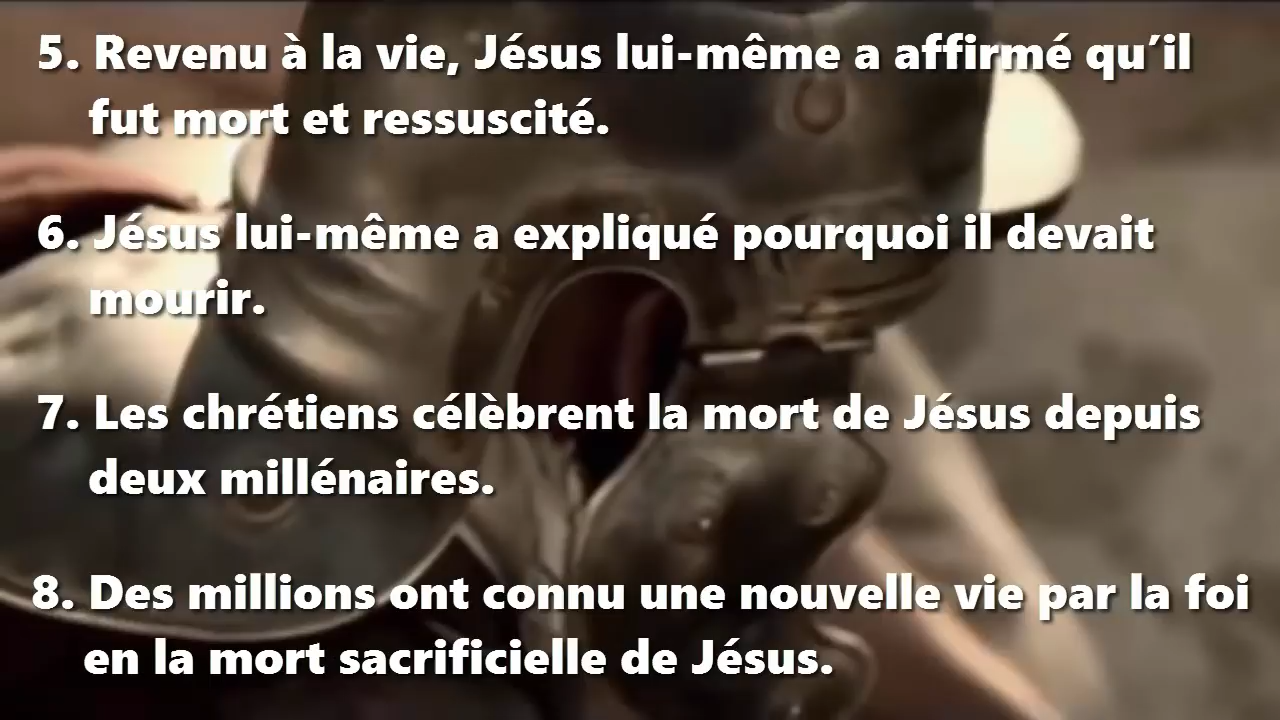 5. Revenu à la vie, Jésus lui-même a affirmé qu′il
fut mort et ressuscité.
6. Jésus lui-même a expliqué pourquoi il devait
mourir.
7. Les chrétiens célèbrent la mort de Jésus depuis
deux millénaires.
8. Des millions ont connu une nouvelle vie par la foi
en la mort sacrificielle de Jésus.